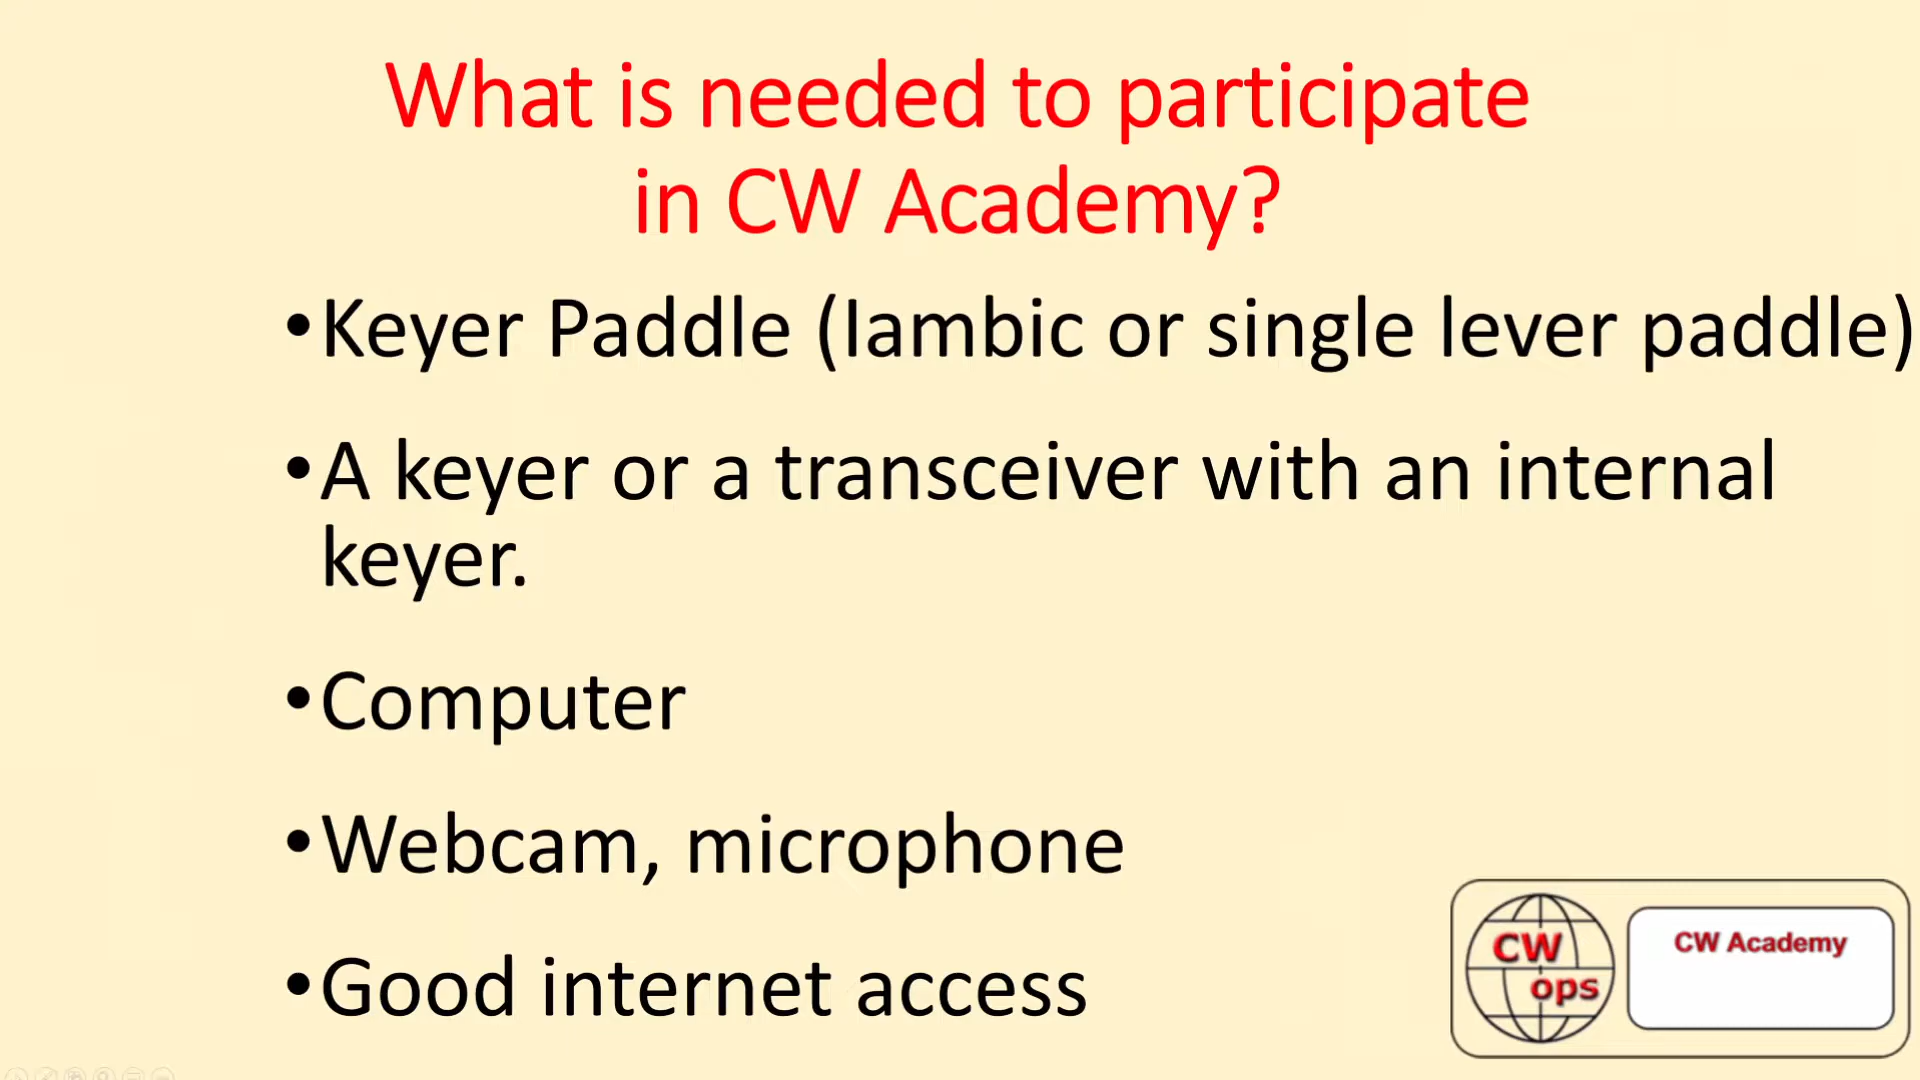 What is needed to participate
in CW Academy?
•Keyer Paddle (Iambic or single lever paddle)
•A keyer or a transceiver with an internal
keyer.
•Computer
•Webcam, microphone
•Good internet access
CW
ops
CW Academy